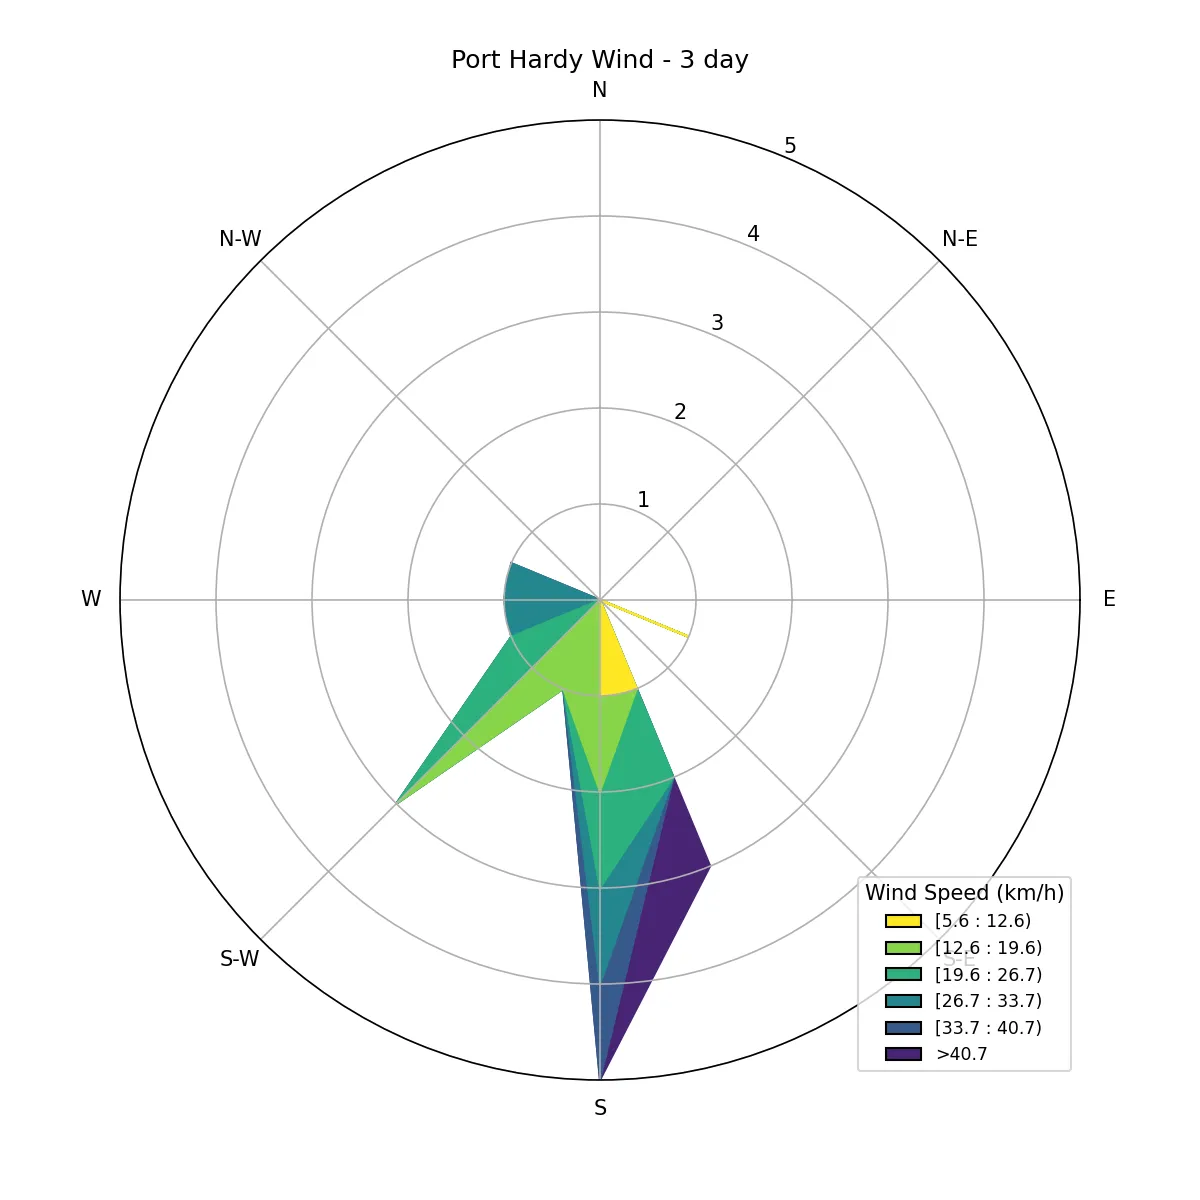 Port Hardy Wind - 3 day
N
5
N-W
4
N-E
3
2
1
W
E
S-W
S-E
Wind Speed (km/h)
[5.6 : 12.6)
[12.6 : 19.6)
[19.6 : 26.7)
[26.7 : 33.7)
[33.7 : 40.7)
>40.7
S